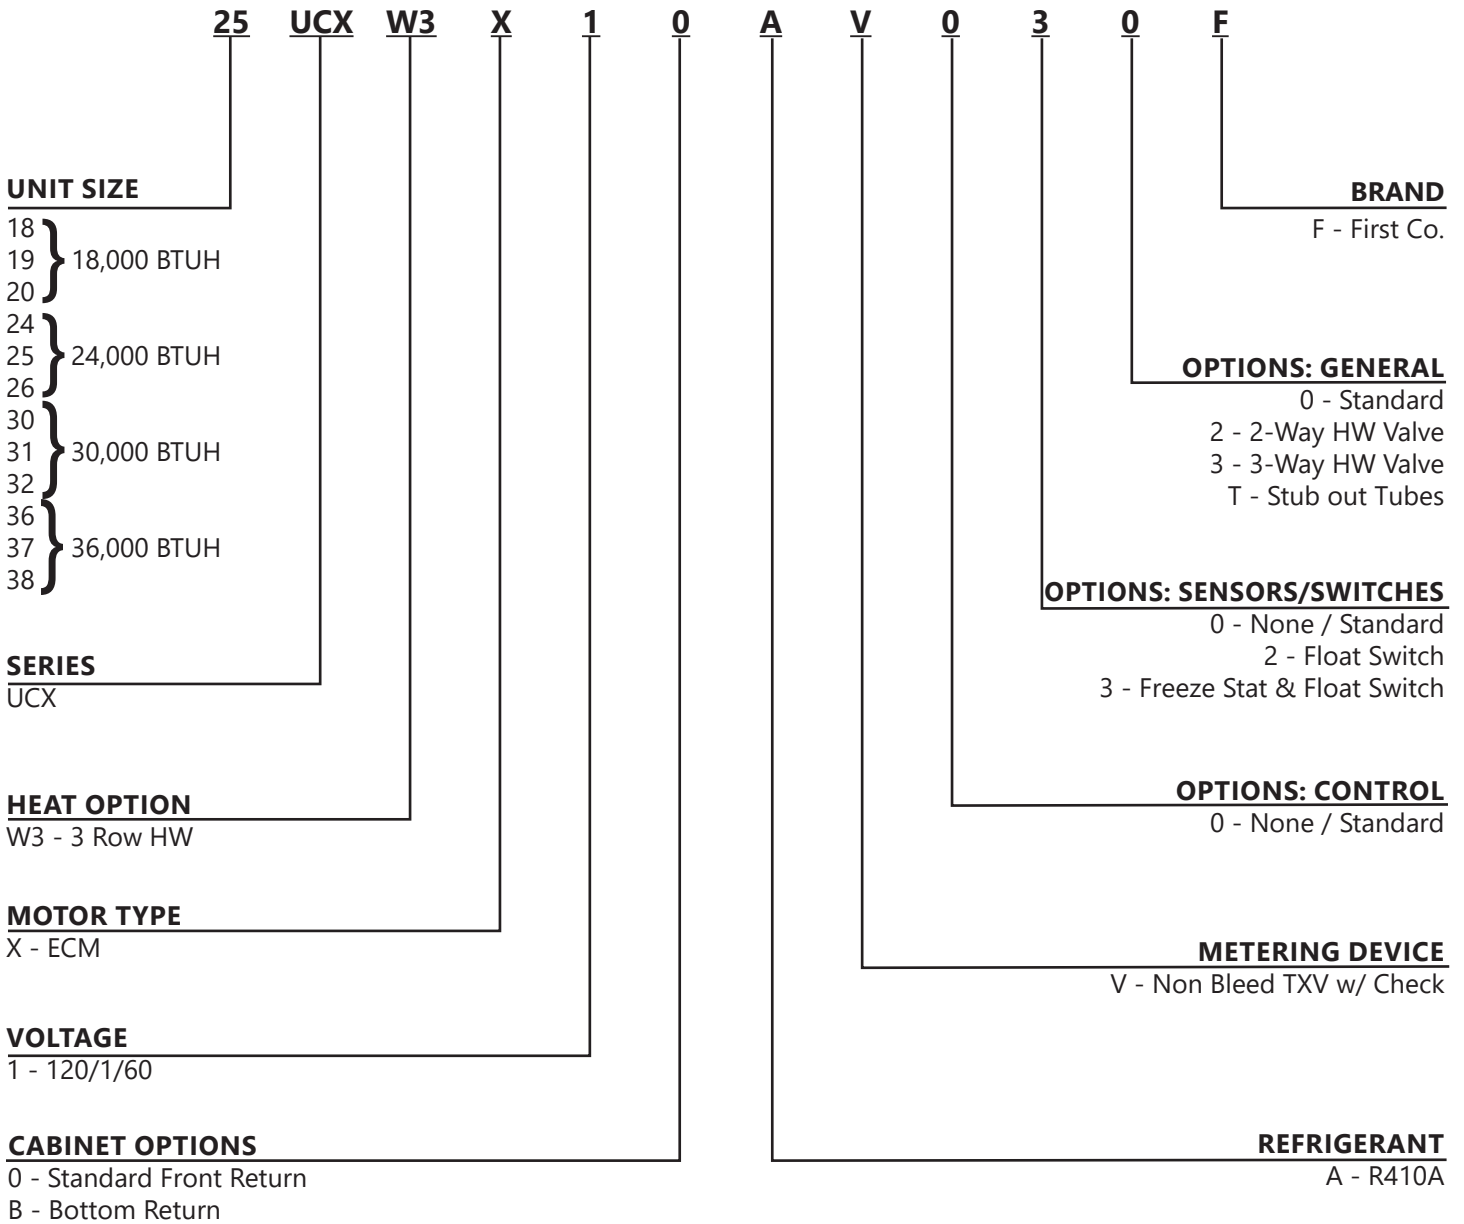 25 UCX W3 X 1 0 A V 0 3 0 F
UNIT SIZE
18
19
20
18,000 BTUH
24
25
26
24,000 BTUH
30
31
32
30,000 BTUH
36
37
38
36,000 BTUH
SERIES
UCX
HEAT OPTION
W3 - 3 Row HW
MOTOR TYPE
X - ECM
VOLTAGE
1 - 120/1/60
CABINET OPTIONS
0 - Standard Front Return
B - Bottom Return
BRAND
F - First Co.
OPTIONS: GENERAL
0 - Standard
2 - 2-Way HW Valve
3 - 3-Way HW Valve
T - Stub out Tubes
OPTIONS: SENSORS/SWITCHES
0 - None / Standard
2 - Float Switch
3 - Freeze Stat & Float Switch
OPTIONS: CONTROL
0 - None / Standard
METERING DEVICE
V - Non Bleed TXV w/ Check
REFRIGERANT
A - R410A